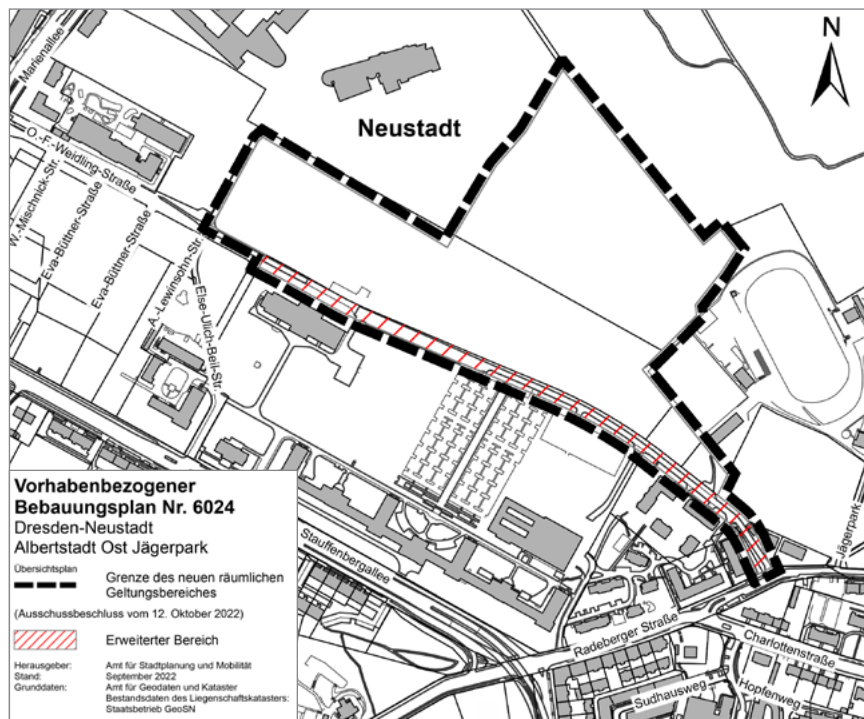 N
Marienallee
Neustadt
O.-F.-Weidling-Straße
W.-Mischnick-Str.
Eva-Büttner-Straße
Eva-Büttner-Straße
A.-Lewinsohn-Str.
Else-Ulich-Beil-Str.
Stauffenbergallee
Jägerpark
Radeberger Straße
Charlottenstraße
Sudhausweg
Hopfenweg
Vorhabenbezogener
Bebauungsplan Nr. 6024
Dresden-Neustadt
Albertstadt Ost Jägerpark
Übersichtsplan
Grenze des neuen räumlichen
Geltungsbereiches
(Ausschussbeschluss vom 12. Oktober 2022)
Erweiterter Bereich
Herausgeber: Amt für Stadtplanung und Mobilität
Stand: September 2022
Grunddaten: Amt für Geodaten und Kataster
Bestandsdaten des Liegenschaftskatasters:
Staatsbetrieb GeoSN